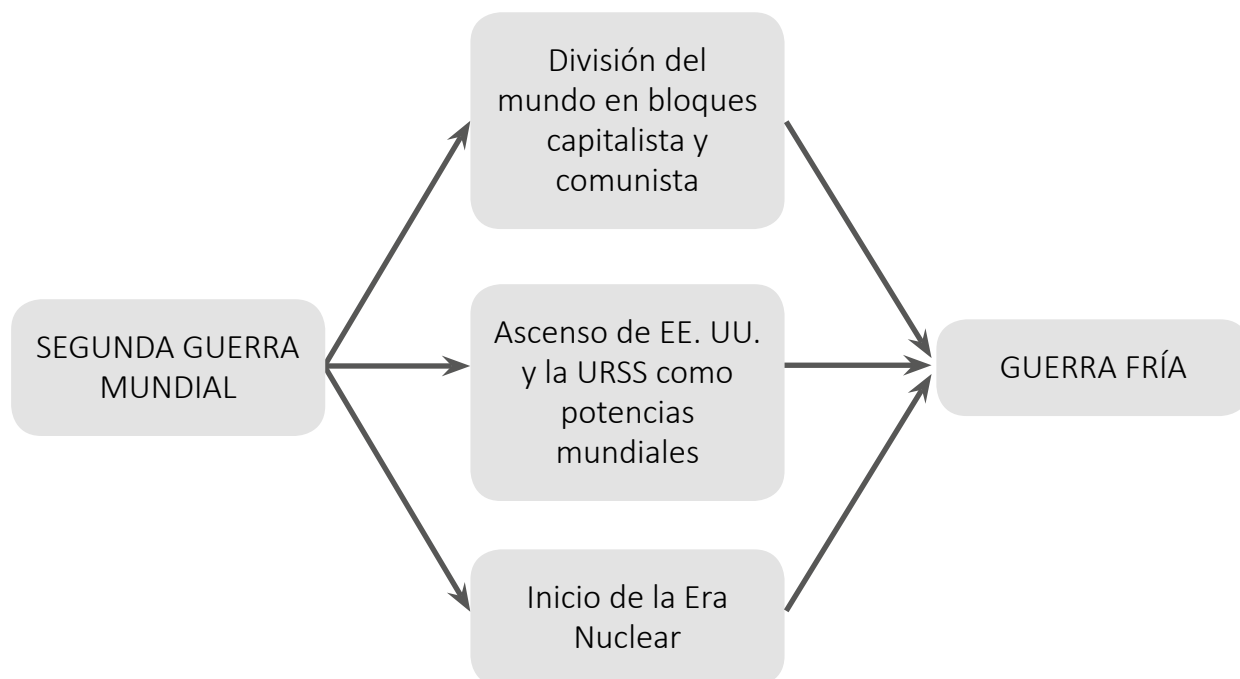 División del
mundo en bloques
capitalista y
comunista
SEGUNDA GUERRA
MUNDIAL
Ascenso de EE. UU.
y la URSS como
potencias
mundiales
GUERRA FRÍA
Inicio de la Era
Nuclear